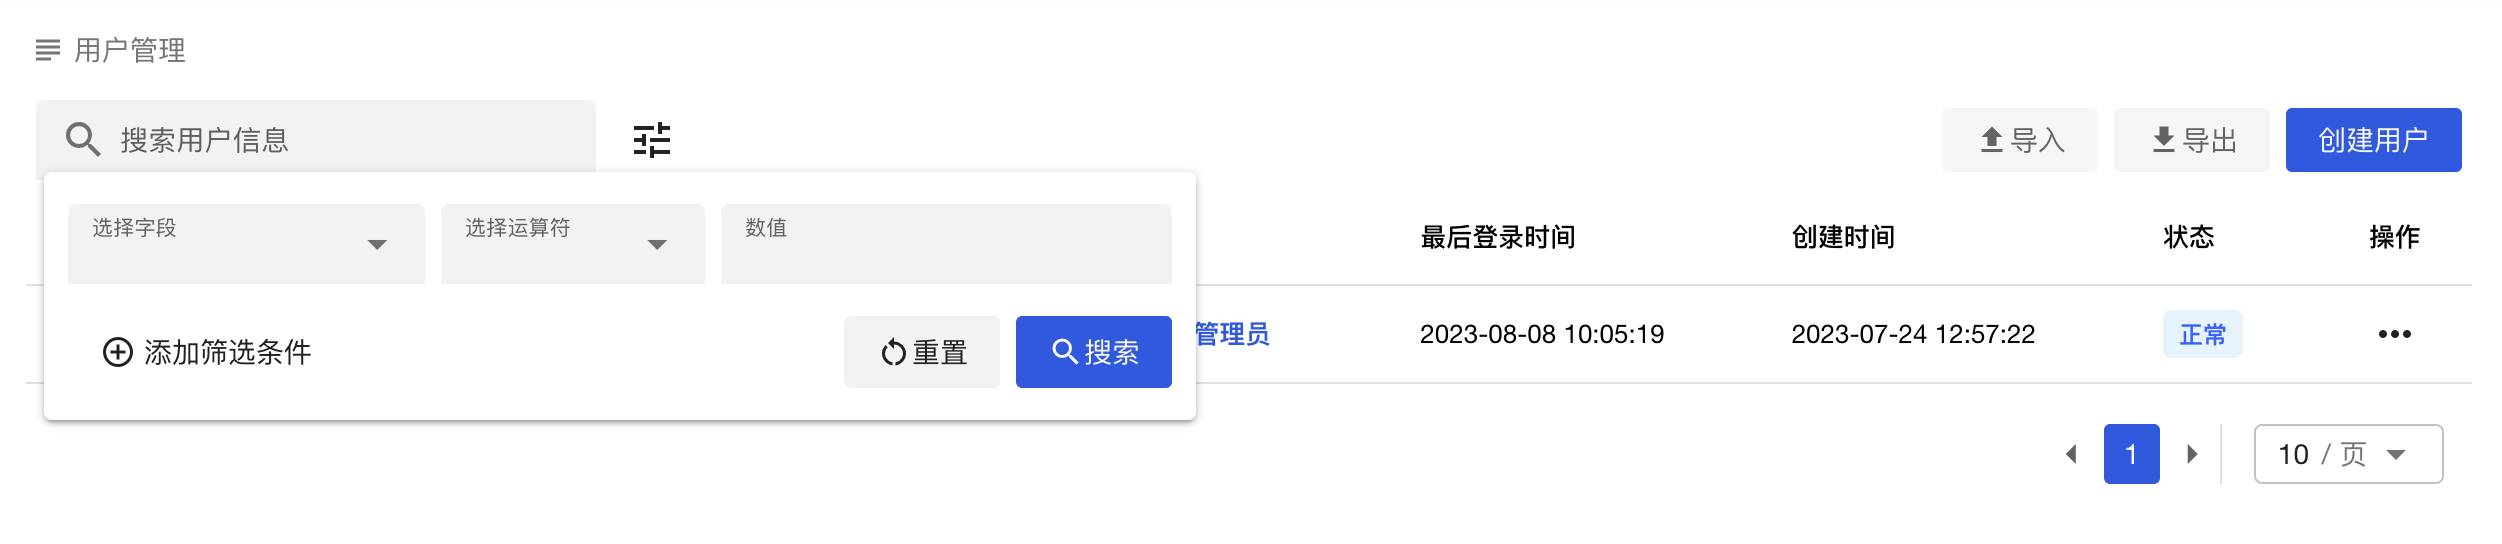 用户管理
搜索用户信息
导入
导出
创建用户
选择字段
选择运算符
数值
最后登录时间
创建时间
状态
操作
添加筛选条件
重置
搜索
管理员
2023-08-08 10:05:19
2023-07-24 12:57:22
正常
1
10 / 页